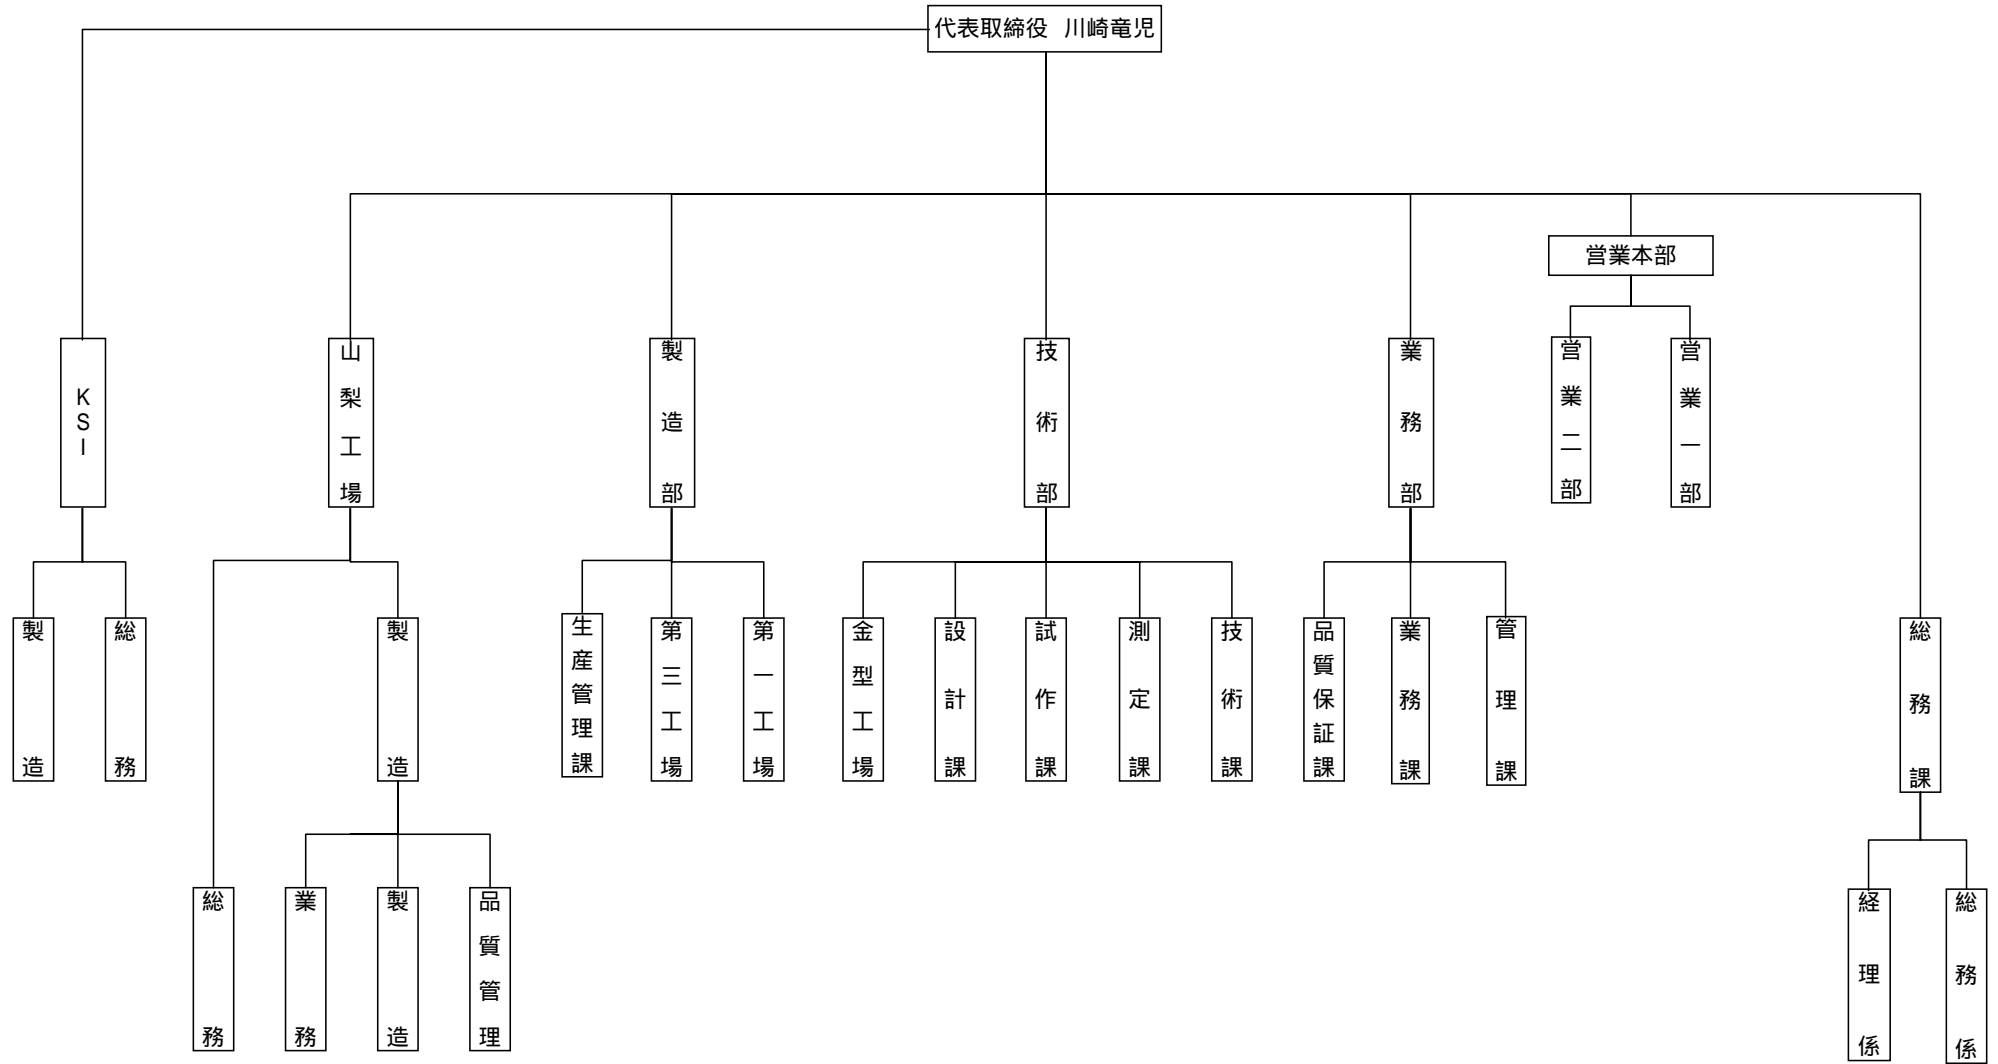 代表取締役 川崎竜児
営業本部
KSI
山梨工場
製造部
技術部
業務部
営業二部
営業一部
製造
総務
製造
生産管理課
第三工場
第一工場
金型工場
設計課
試作課
測定課
技術課
品質保証課
業務課
管理課
総務課
総務
業務
製造
品質管理
経理係
総務係